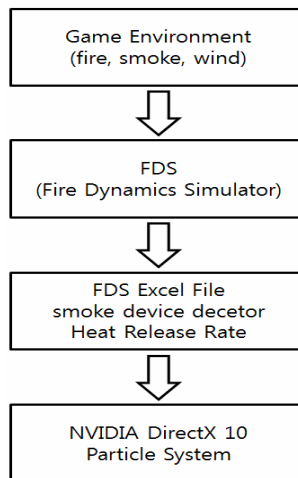 Game Environment
(fire, smoke, wind)
FDS
(Fire Dynamics Simulator)
FDS Excel File
smoke device decetor
Heat Release Rate
NVIDIA DirectX 10
Particle System